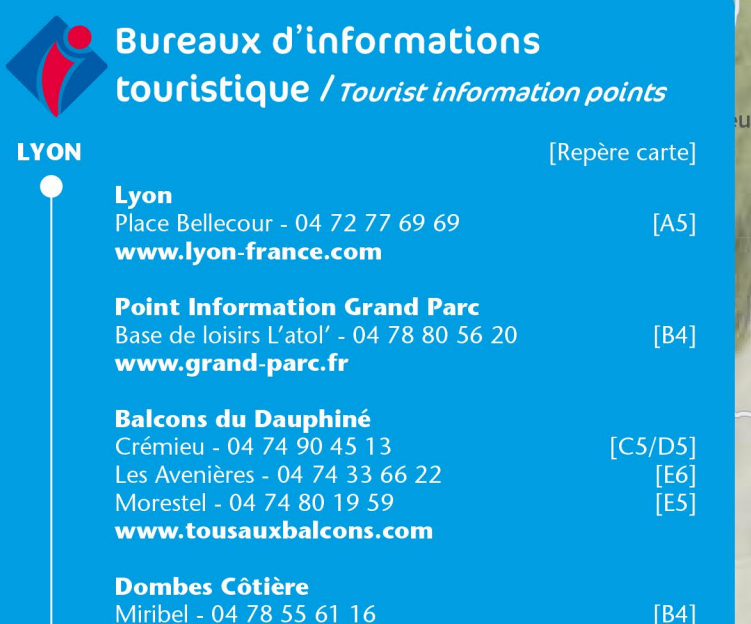 Bureaux d'informations
touristique / Tourist information points
LYON [Repère carte]
Lyon
Place Bellecour - 04 72 77 69 69 [A5]
www.lyon-france.com
Point Information Grand Parc
Base de loisirs L'atol' - 04 78 80 56 20 [B4]
www.grand-parc.fr
Balcons du Dauphiné
Crémieu - 04 74 90 45 13 [C5/D5]
Les Avenières - 04 74 33 66 22 [E6]
Morestel - 04 74 80 19 59 [E5]
www.tousauxbalcons.com
Dombes Côtière
Miribel - 04 78 55 61 16 [B4]